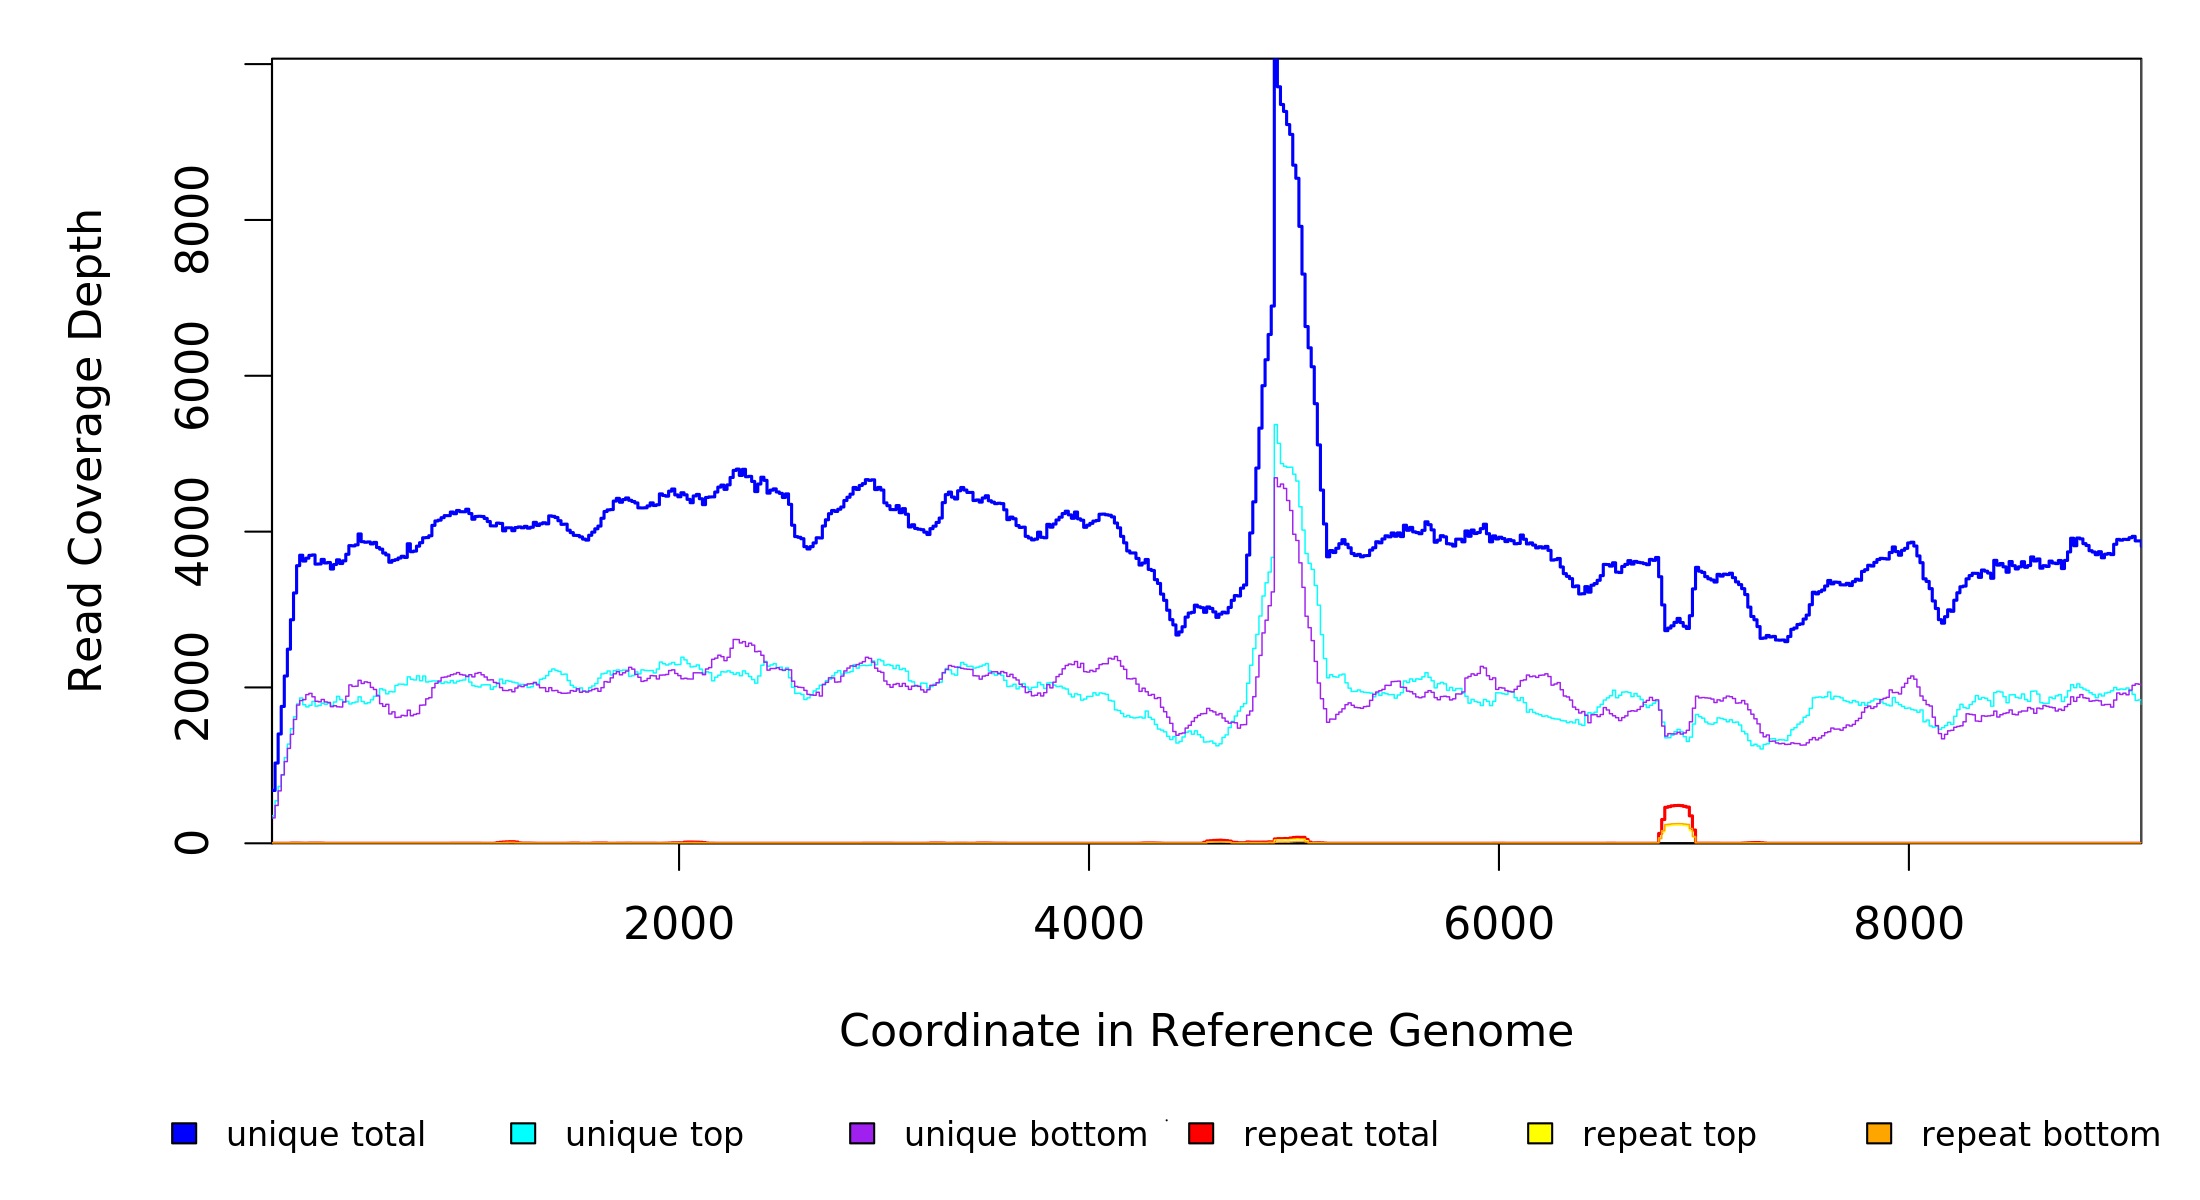 Read Coverage Depth
8000
6000
4000
2000
0
2000 4000 6000 8000
Coordinate in Reference Genome
unique total unique top unique bottom repeat total repeat top repeat bottom